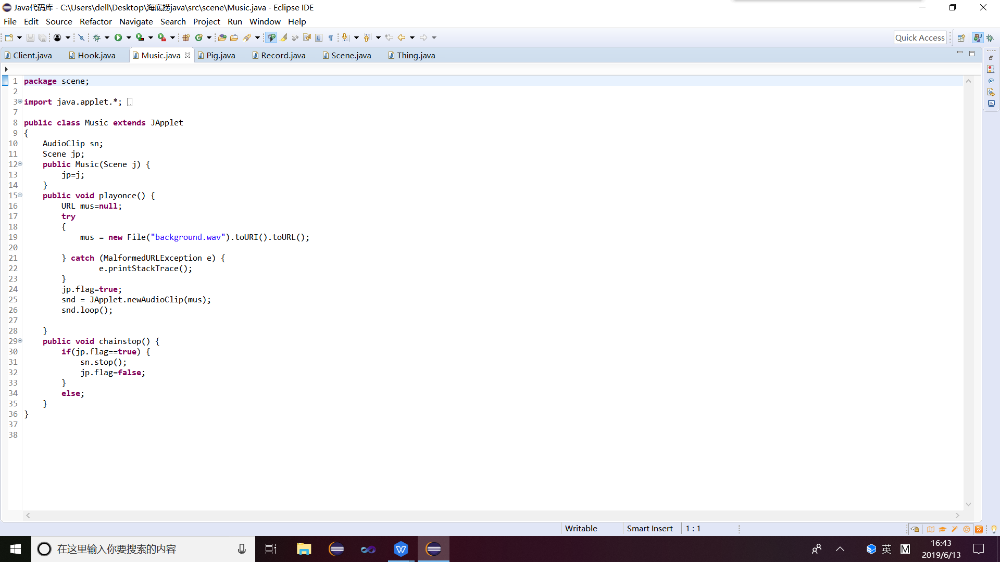 Java代码库 - C:\Users\dell\Desktop\海底捞java\src\scene\Music.java - Eclipse IDE
File Edit Source Refactor Navigate Search Project Run Window Help
Quick Access
Client.java Hook.java Music.java Pig.java Record.java Scene.java Thing.java
1 package scene;
2
3 import java.applet.*;
7
8 public class Music extends JApplet
9 {
10 AudioClip sn;
11 Scene jp;
12 public Music(Scene j) {
13 jp=j;
14 }
15 public void playonce() {
16 URL mus=null;
17 try
18 {
19 mus = new File("background.wav").toURI().toURL();
20
21 } catch (MalformedURLException e) {
22 e.printStackTrace();
23 }
24 jp.flag=true;
25 snd = JApplet.newAudioClip(mus);
26 snd.loop();
27
28 }
29 public void chainstop() {
30 if(jp.flag==true) {
31 sn.stop();
32 jp.flag=false;
33 }
34 else;
35 }
36 }
37
38
Writable Smart Insert 1 : 1
在这里输入你要搜索的内容
英 M 16:43
2019/6/13